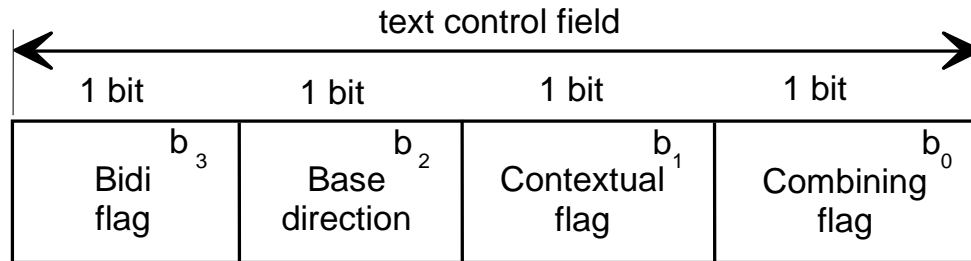 text control field
1 bit 1 bit 1 bit 1 bit
b3 b2 b1 b0
Bidi Base Contextual Combining
flag direction flag flag